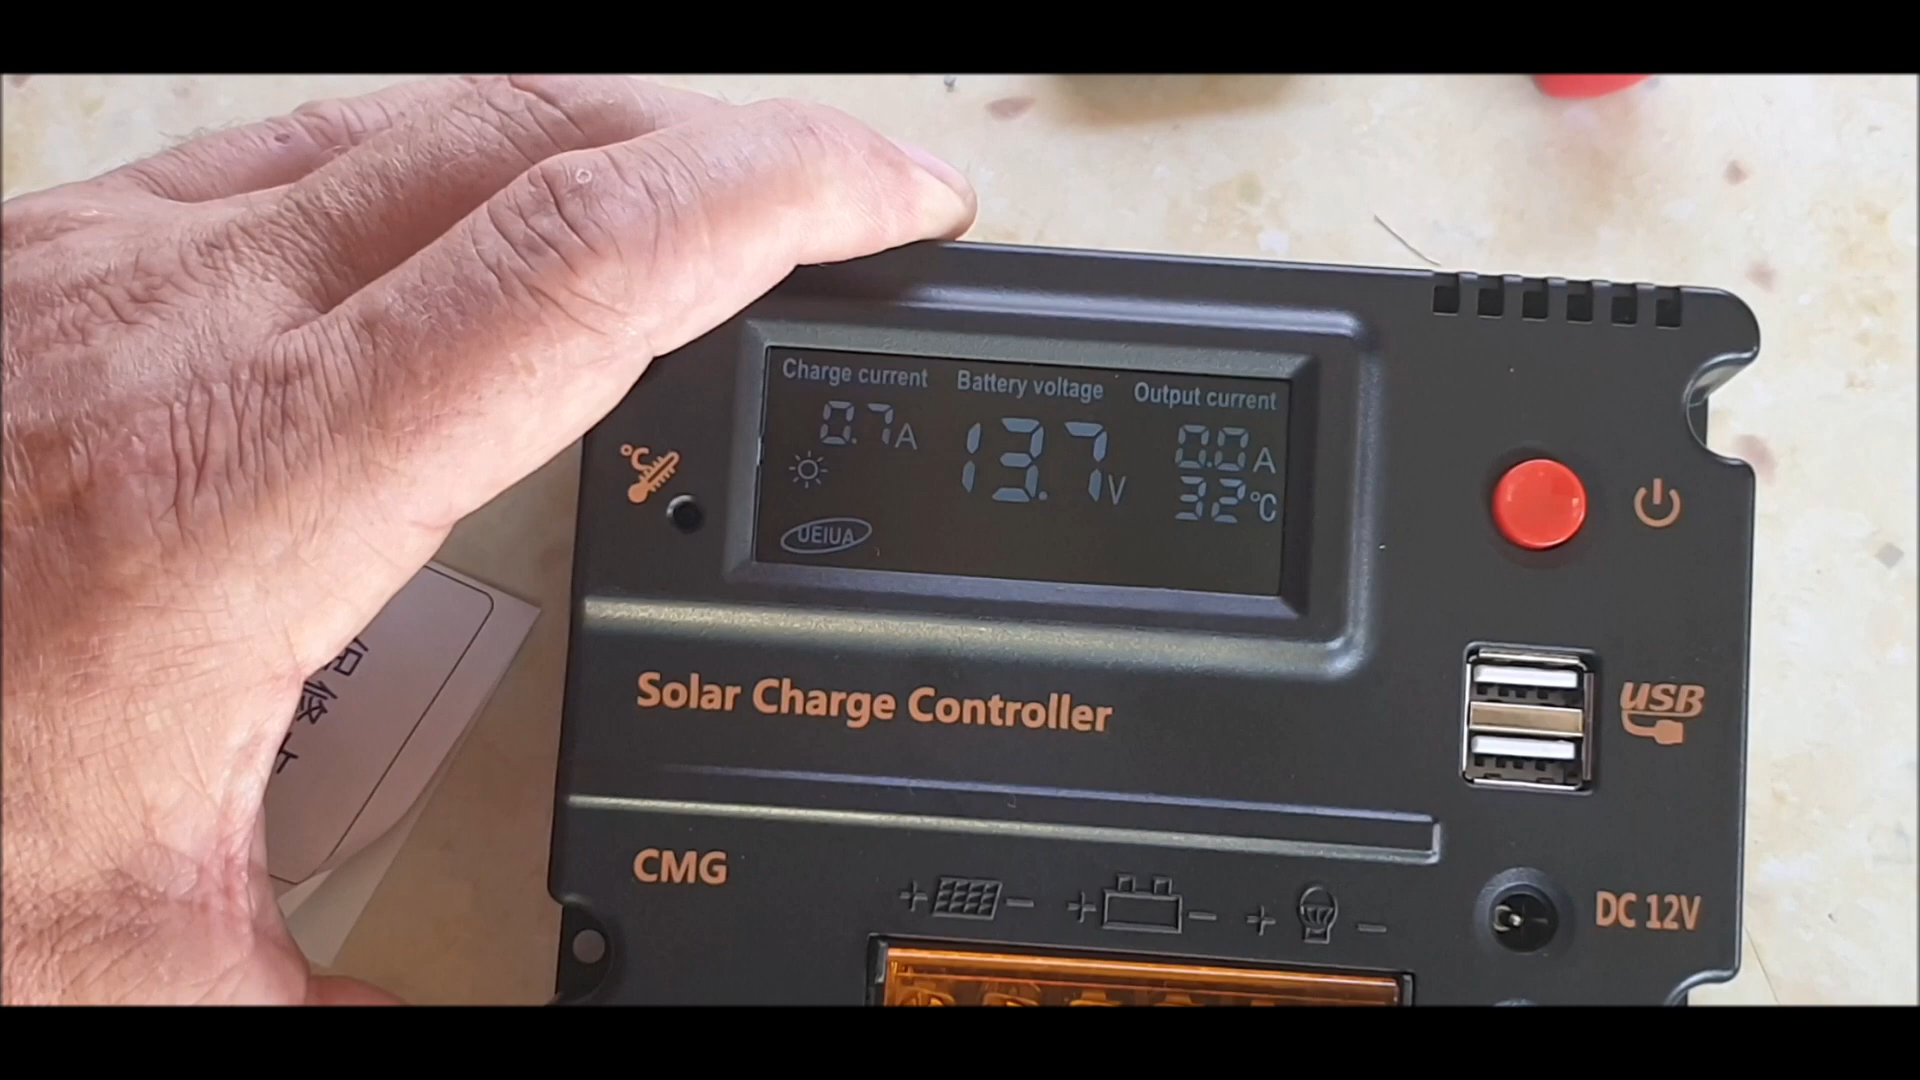 Charge current Battery voltage Output current
0.7A 13.7V 0.0A
32°C
UEIUA
°C
Solar Charge Controller
USB
CMG
+ - + - + -
DC 12V